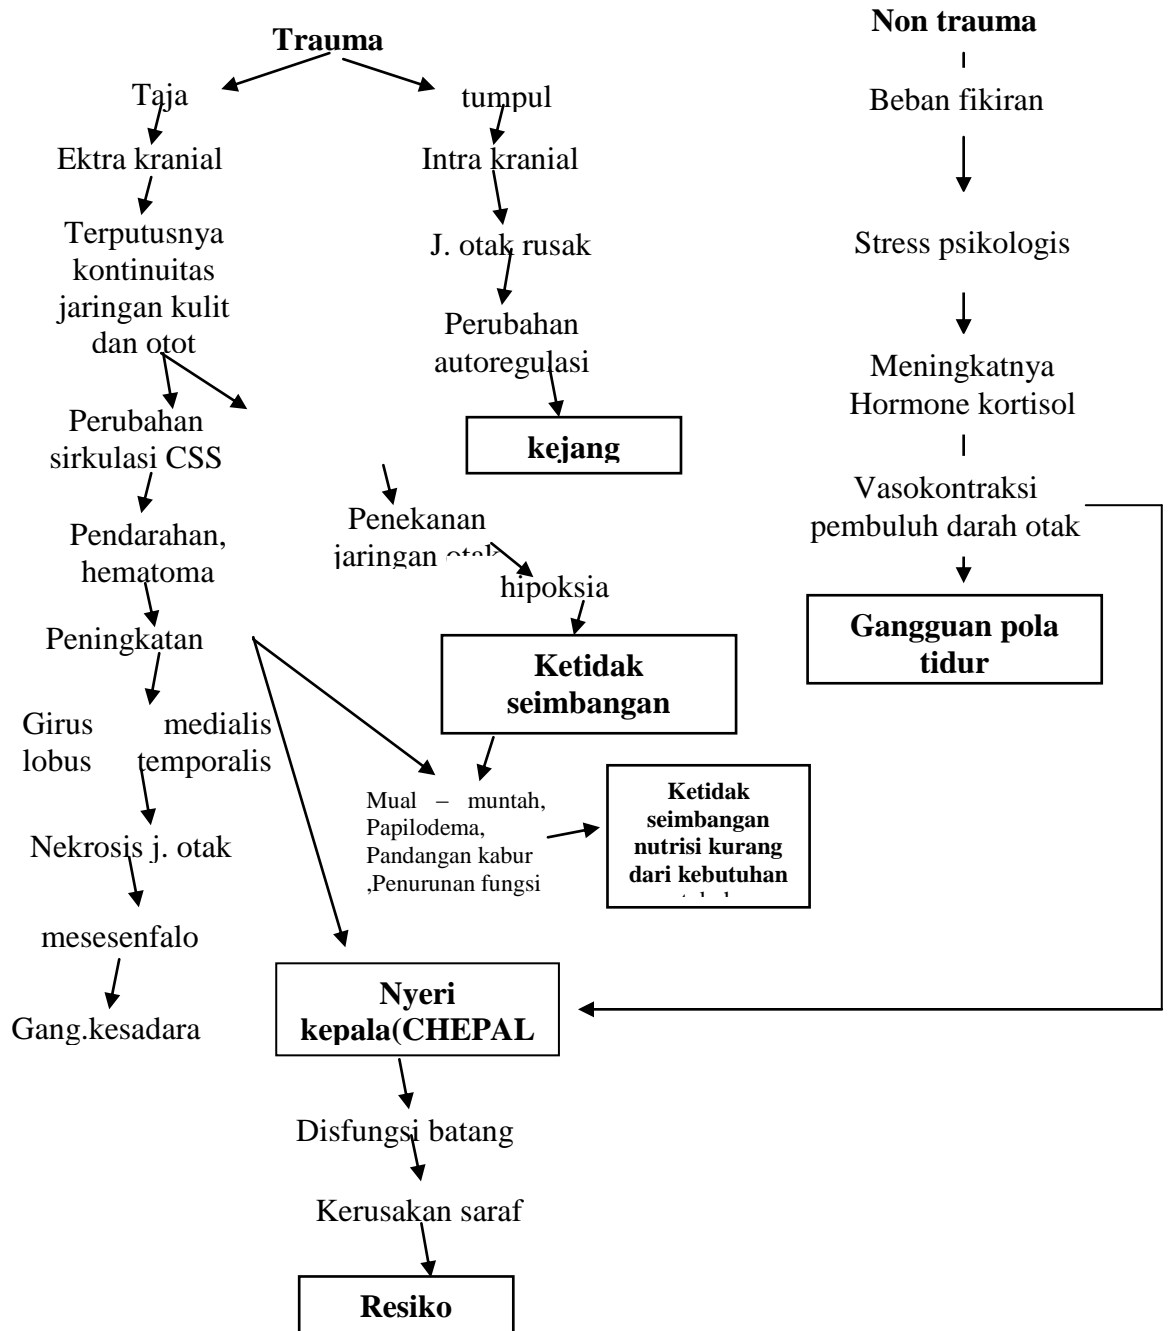 Trauma
Taja
Ektra kranial
Terputusnya
kontinuitas
jaringan kulit
dan otot
Perubahan
sirkulasi CSS
Pendarahan,
hematoma
Peningkatan
Girus medialis
lobus temporalis
Nekrosis j. otak
mesesenfalo
Gang.kesadara
tumpul
Intra kranial
J. otak rusak
Perubahan
autoregulasi
kejang
Penekanan
jaringan otak
hipoksia
Ketidak
seimbangan
Mual – muntah,
Papilodema,
Pandangan kabur
,Penurunan fungsi
Ketidak
seimbangan
nutrisi kurang
dari kebutuhan
Nyeri
kepala(CHEPAL
Disfungsi batang
Kerusakan saraf
Resiko
Non trauma
Beban fikiran
Stress psikologis
Meningkatnya
Hormone kortisol
Vasokontraksi
pembuluh darah otak
Gangguan pola
tidur